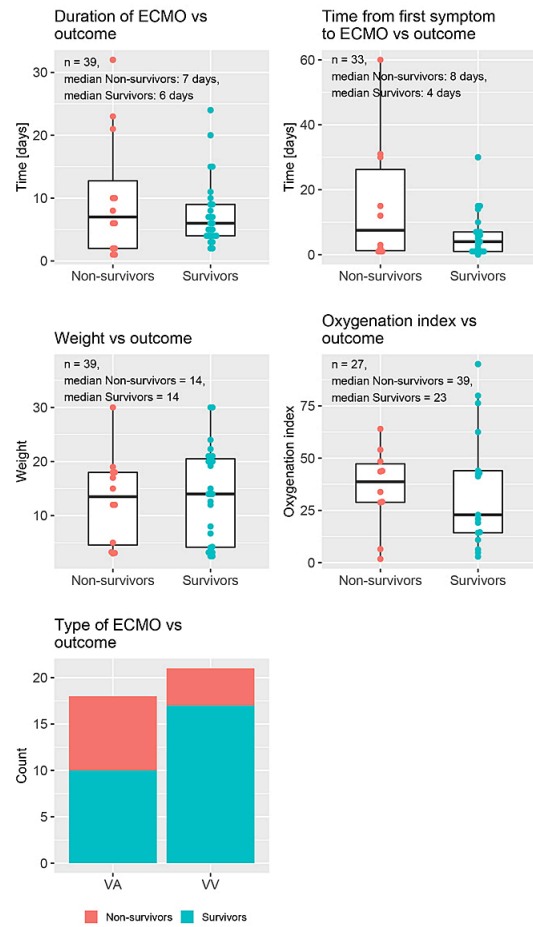 Duration of ECMO vs
outcome
n = 39,
median Non-survivors: 7 days,
median Survivors: 6 days
Time [days]
30
20
10
0
Non-survivors
Survivors
Time from first symptom
to ECMO vs outcome
n = 33,
median Non-survivors: 8 days,
median Survivors: 4 days
Time [days]
60
40
20
0
Non-survivors
Survivors
Weight vs outcome
n = 39,
median Non-survivors = 14,
median Survivors = 14
Weight
30
20
10
Non-survivors
Survivors
Oxygenation index vs
outcome
n = 27,
median Non-survivors = 39,
median Survivors = 23
Oxygenation index
75
50
25
0
Non-survivors
Survivors
Type of ECMO vs
outcome
Count
20
15
10
5
0
VA
VV
Non-survivors
Survivors